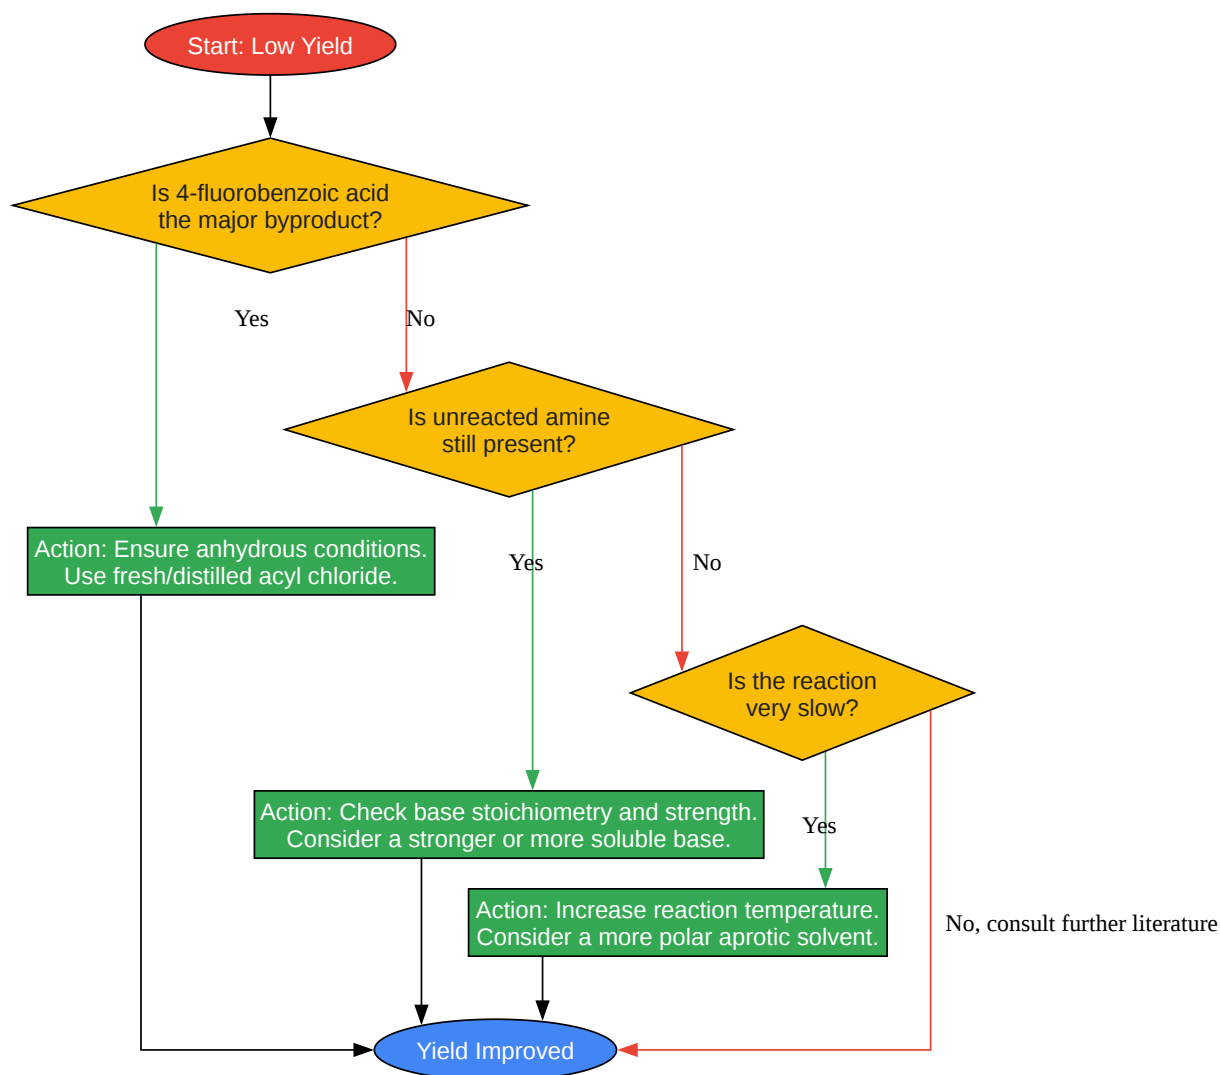 Start: Low Yield
Is 4-fluorobenzoic acid
the major byproduct?
Yes
No
Is unreacted amine
still present?
Action: Ensure anhydrous conditions.
Use fresh/distilled acyl chloride.
Yes
No
Is the reaction
very slow?
Action: Check base stoichiometry and strength.
Consider a stronger or more soluble base.
Yes
Action: Increase reaction temperature.
Consider a more polar aprotic solvent.
No, consult further literature
Yield Improved